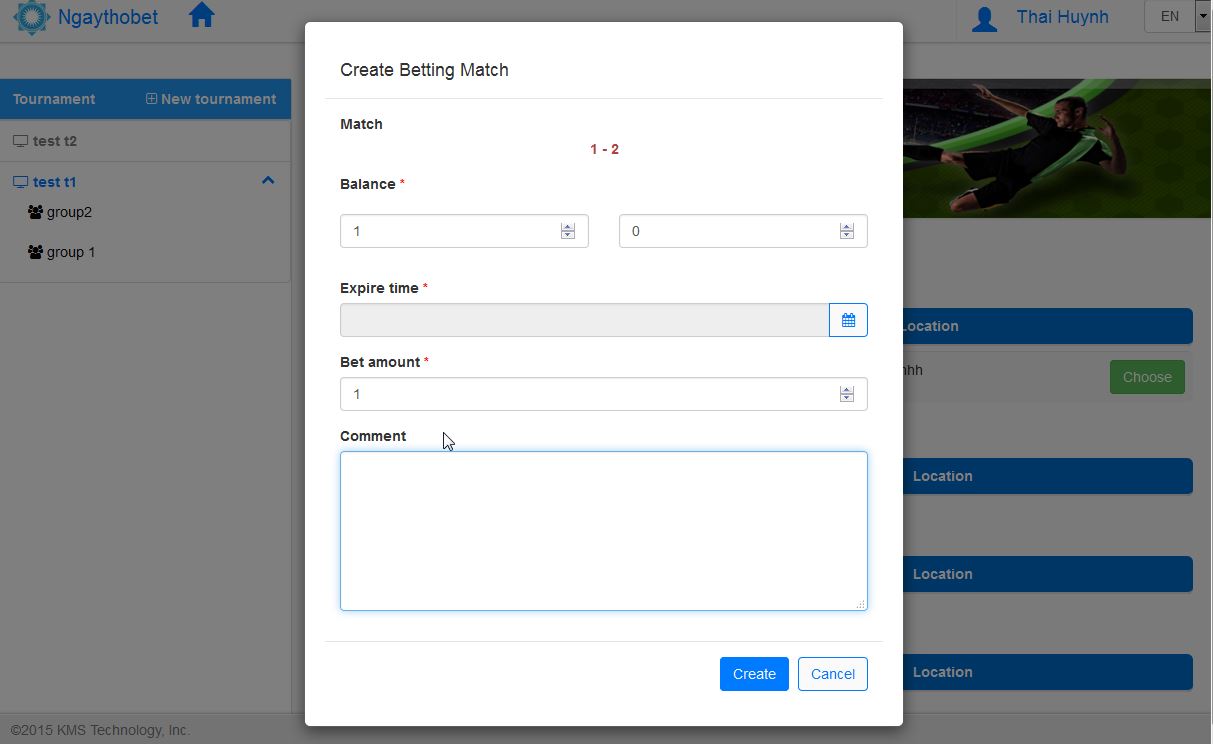 Ngaythobet
Thai Huynh
EN
Tournament
New tournament
test t2
test t1
group2
group 1
Create Betting Match
Match
1 - 2
Balance *
1
0
Expire time *
Bet amount *
1
Comment
Create
Cancel
Location
Choose
Location
Location
Location
©2015 KMS Technology, Inc.